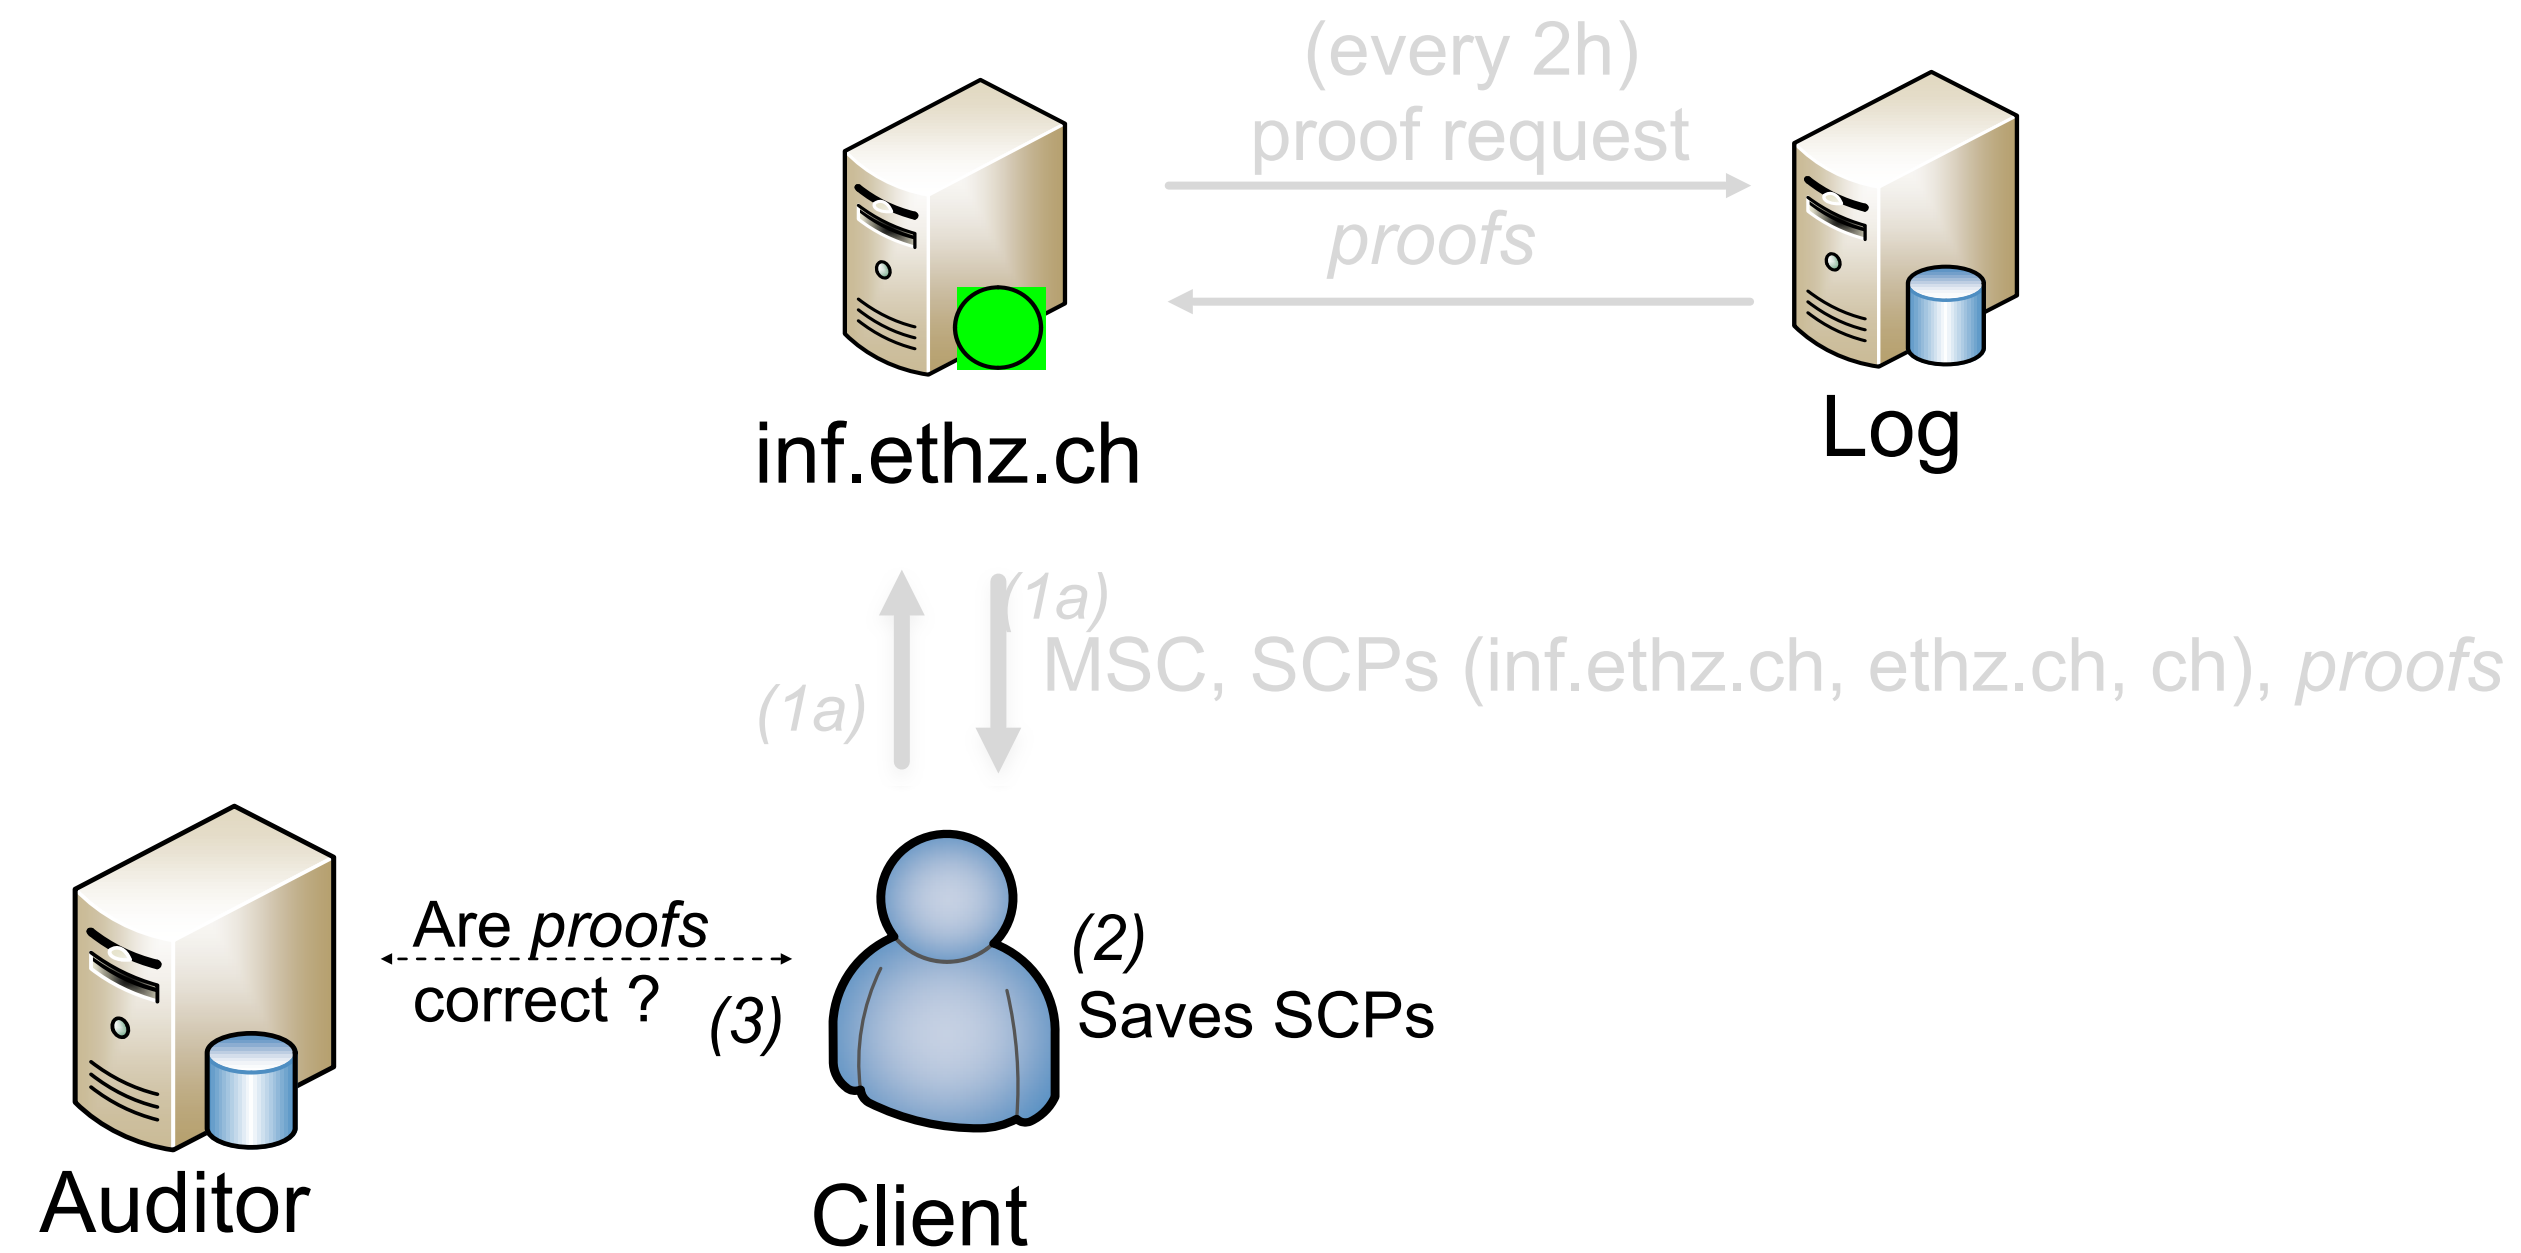 (every 2h)
proof request
proofs
inf.ethz.ch
Log
(1a)
MSC, SCPs (inf.ethz.ch, ethz.ch, ch), proofs
(1a)
Are proofs
correct ?
(3)
(2)
Saves SCPs
Auditor
Client